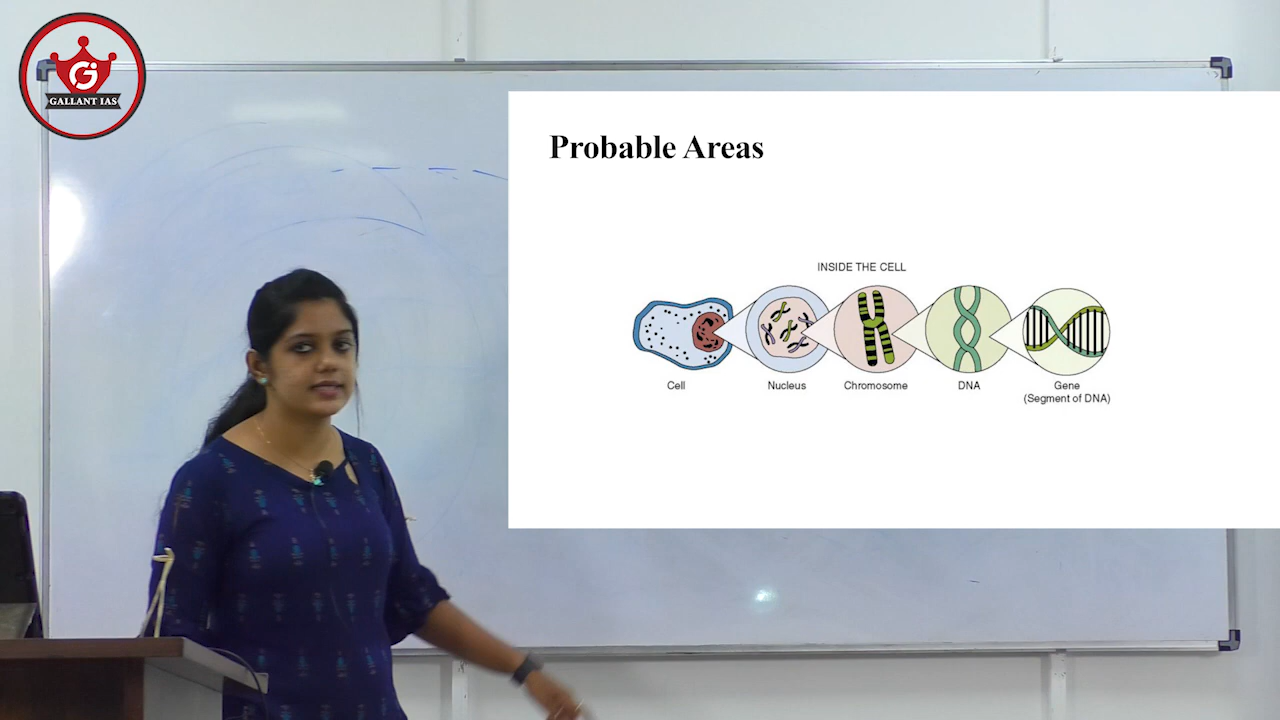 GALLANT IAS
Probable Areas
INSIDE THE CELL
Cell
Nucleus
Chromosome
DNA
Gene
(Segment of DNA)